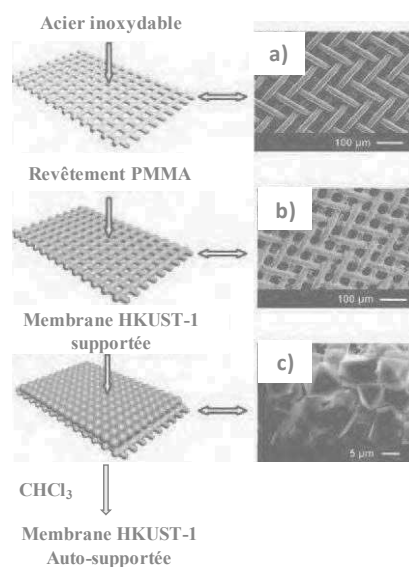 Acier inoxydable
a)
100 µm
Revêtement PMMA
b)
100 µm
Membrane HKUST-1
supportée
c)
5 µm
CHCl₃
Membrane HKUST-1
Auto-supportée